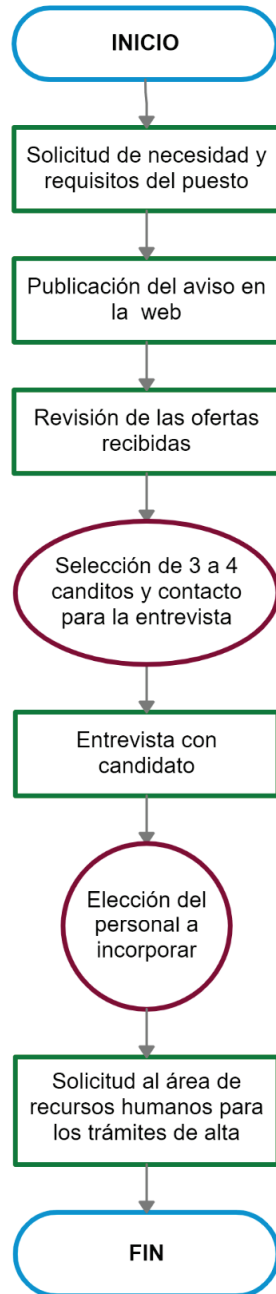 INICIO
Solicitud de necesidad y
requisitos del puesto
Publicación del aviso en
la web
Revisión de las ofertas
recibidas
Selección de 3 a 4
canditos y contacto
para la entrevista
Entrevista con
candidato
Elección del
personal a
incorporar
Solicitud al área de
recursos humanos para
los trámites de alta
FIN